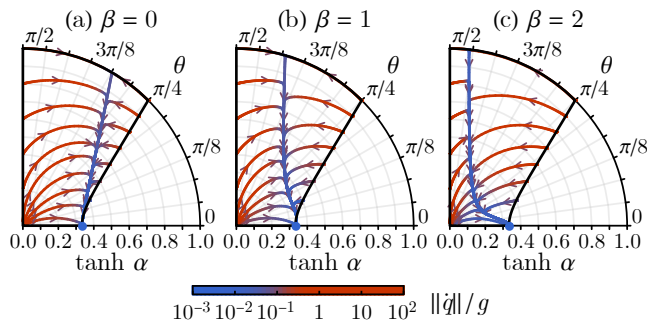 (a) β = 0 (b) β = 1 (c) β = 2
π/2 3π/8 θ π/2 3π/8 θ π/2 3π/8 θ
π/4 π/4 π/4
π/8 π/8 π/8
0 0 0
0.0 0.2 0.4 0.6 0.8 1.0 0.0 0.2 0.4 0.6 0.8 1.0 0.0 0.2 0.4 0.6 0.8 1.0
tanh α tanh α tanh α
10⁻³ 10⁻² 10⁻¹ 1 10 10² ‖q̇‖/g